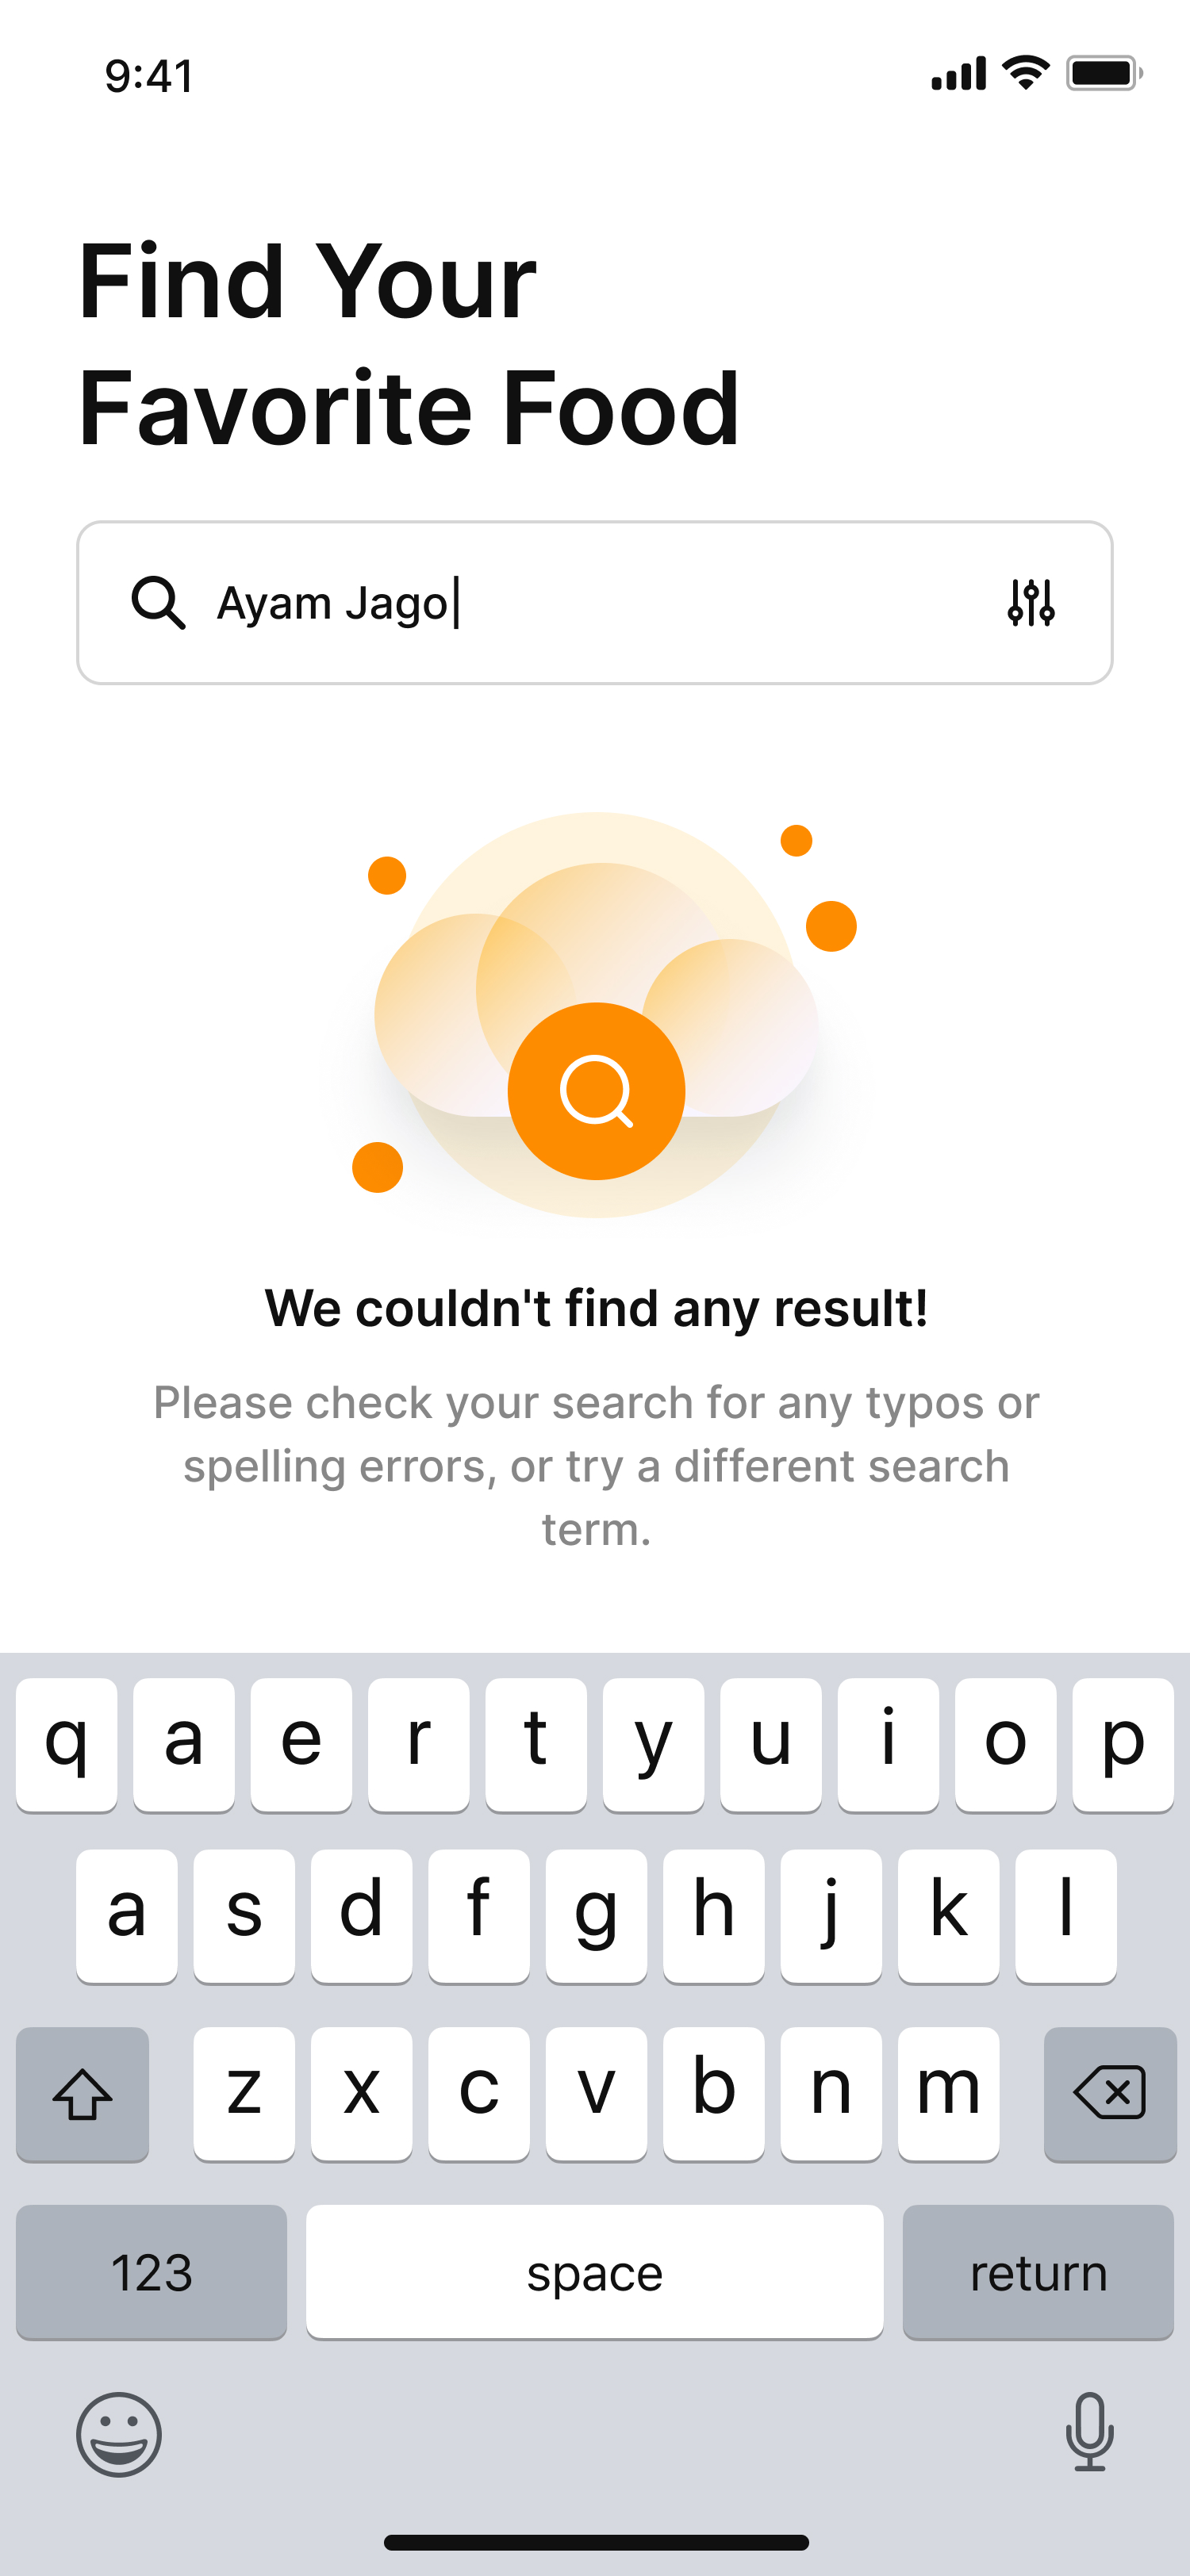 9:41
Find Your
Favorite Food
Ayam Jago
We couldn't find any result!
Please check your search for any typos or
spelling errors, or try a different search
term.
q a e r t y u i o p
a s d f g h j k l
z x c v b n m
123 space return